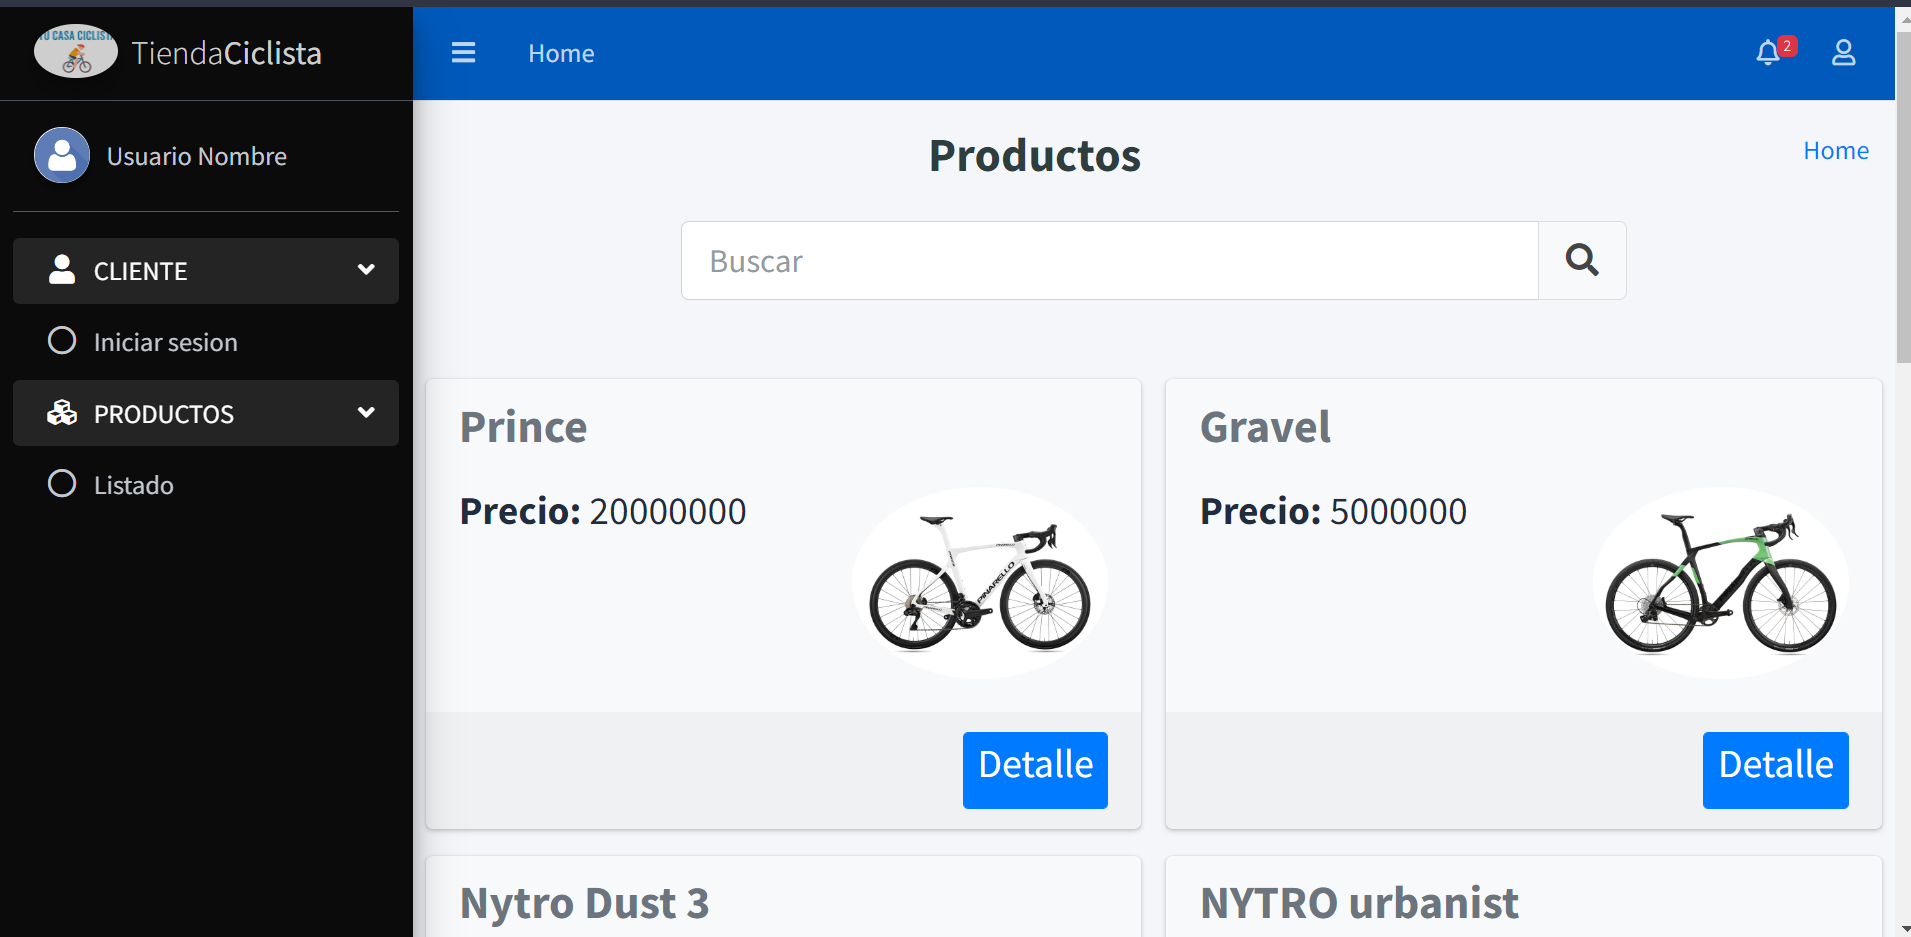 TU CASA CICLISTA
TiendaCiclista
Home
2
Usuario Nombre
CLIENTE
Iniciar sesion
PRODUCTOS
Listado
Productos
Home
Buscar
Prince
Precio: 20000000
PINARELLO
Detalle
Gravel
Precio: 5000000
Detalle
Nytro Dust 3
NYTRO urbanist